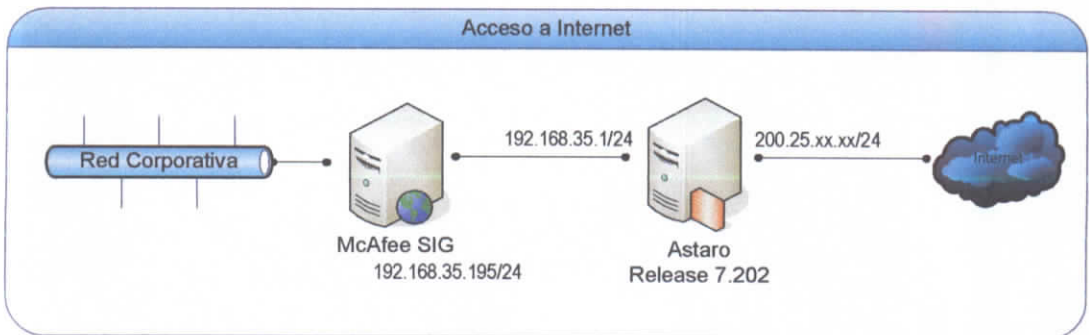 Acceso a Internet
Red Corporativa
192.168.35.1/24
200.25.xx.xx/24
Internet
McAfee SIG
192.168.35.195/24
Astaro
Release 7.202